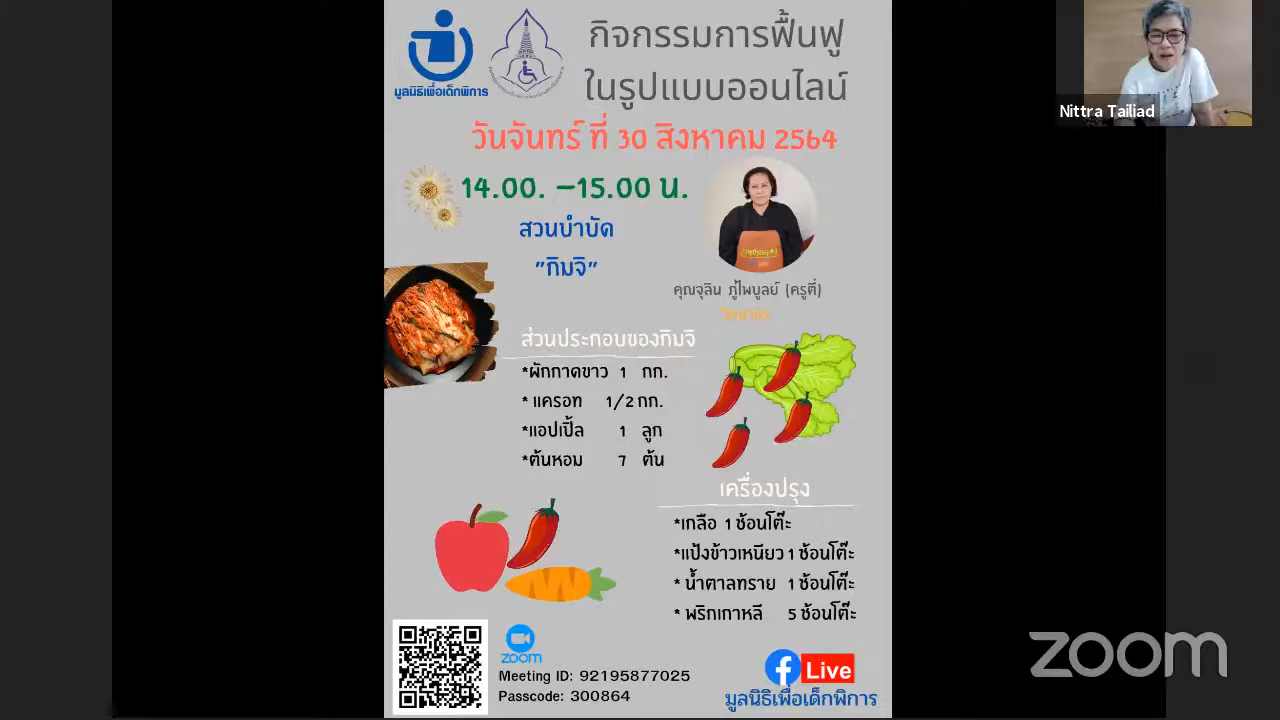 กิจกรรมการฟื้นฟู
ในรูปแบบออนไลน์
มูลนิธิเพื่อเด็กพิการ
วันจันทร์ ที่ 30 สิงหาคม 2564
14.00. –15.00 น.
สวนบำบัด
"กิมจิ"
คุณจุลิน ภู่ไพบูลย์ (ครูตี่)
วิทยากร
ส่วนประกอบของกิมจิ
*ผักกาดขาว 1 กก.
* แครอท 1/2 กก.
*แอปเปิ้ล 1 ลูก
*ต้นหอม 7 ต้น
เครื่องปรุง
*เกลือ 1 ช้อนโต๊ะ
*แป้งข้าวเหนียว 1 ช้อนโต๊ะ
* น้ำตาลทราย 1 ช้อนโต๊ะ
* พริกเกาหลี 5 ช้อนโต๊ะ
zoom
Meeting ID: 92195877025
Passcode: 300864
Live
มูลนิธิเพื่อเด็กพิการ
Nittra Tailiad
zoom